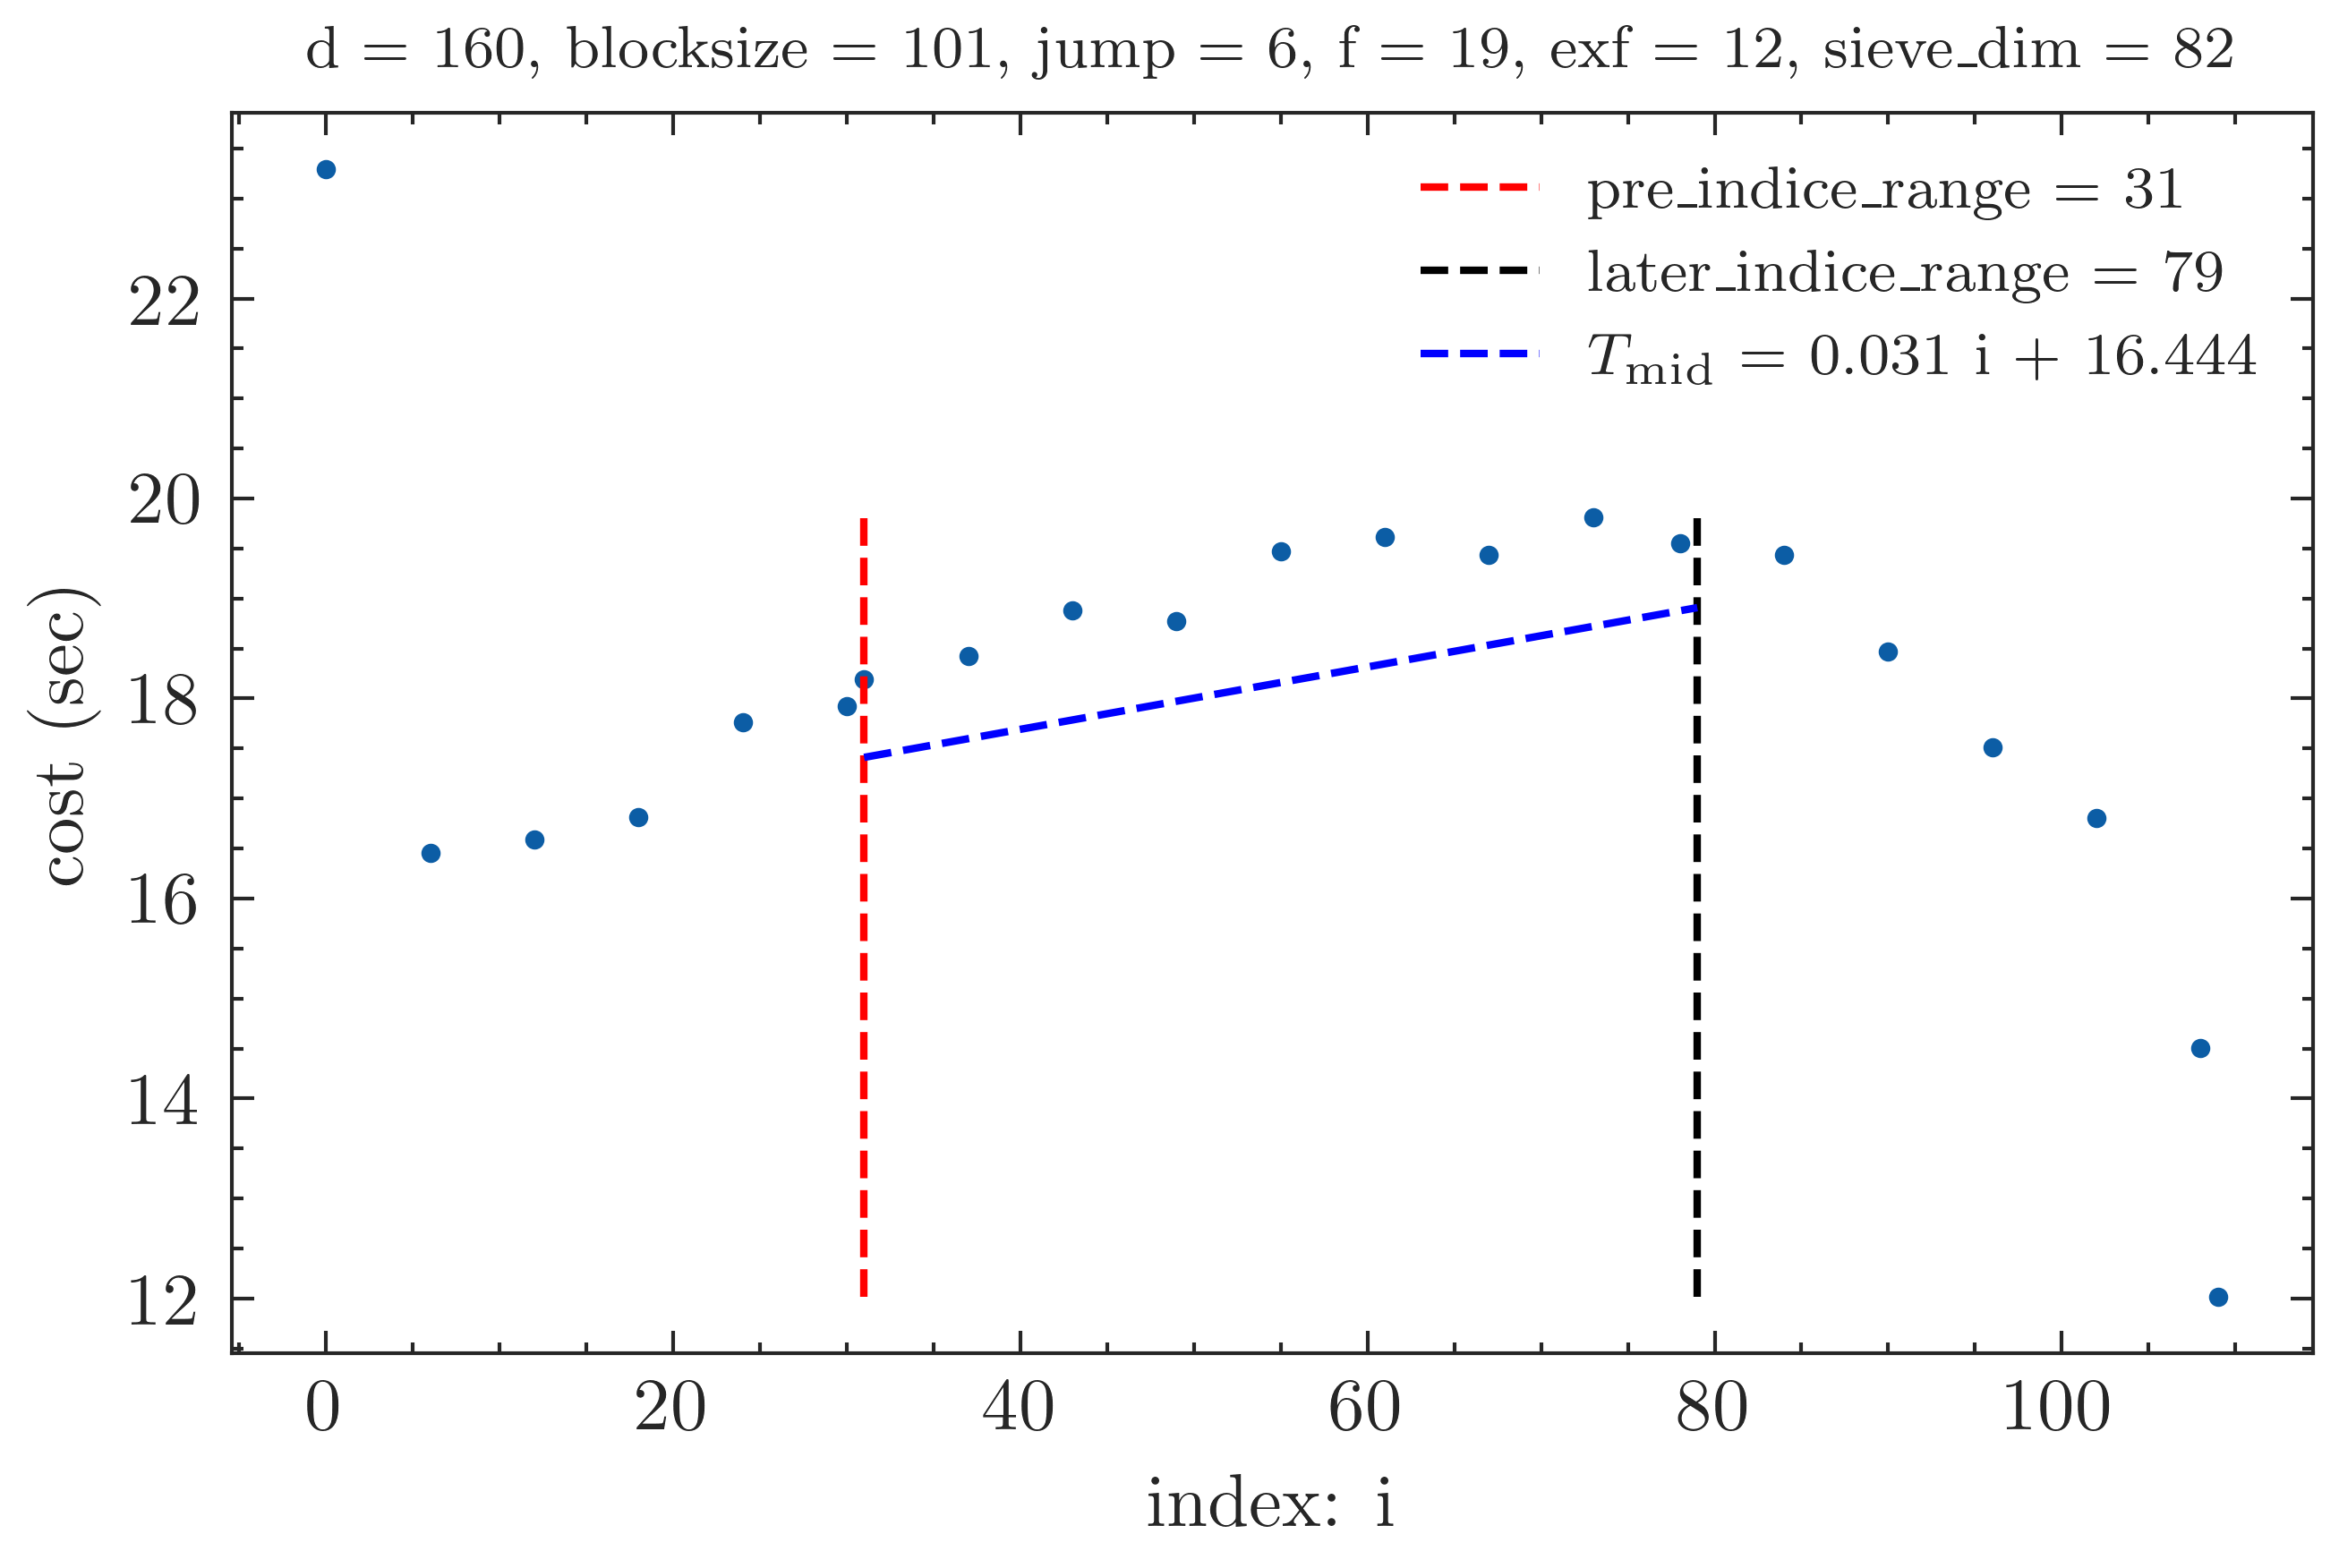 d = 160, blocksize = 101, jump = 6, f = 19, exf = 12, sieve_dim = 82
pre_indice_range = 31
later_indice_range = 79
T_mid = 0.031 i + 16.444
cost (sec)
22
20
18
16
14
12
0 20 40 60 80 100
index: i